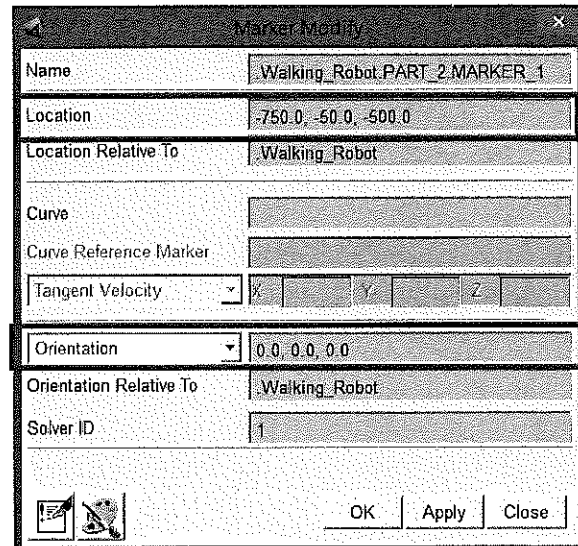 Marker Modify
Name .Walking_Robot.PART_2.MARKER_1
Location -750.0, -50.0, -500.0
Location Relative To .Walking_Robot
Curve
Curve Reference Marker
Tangent Velocity X Y Z
Orientation 0.0, 0.0, 0.0
Orientation Relative To .Walking_Robot
Solver ID 1
OK Apply Close